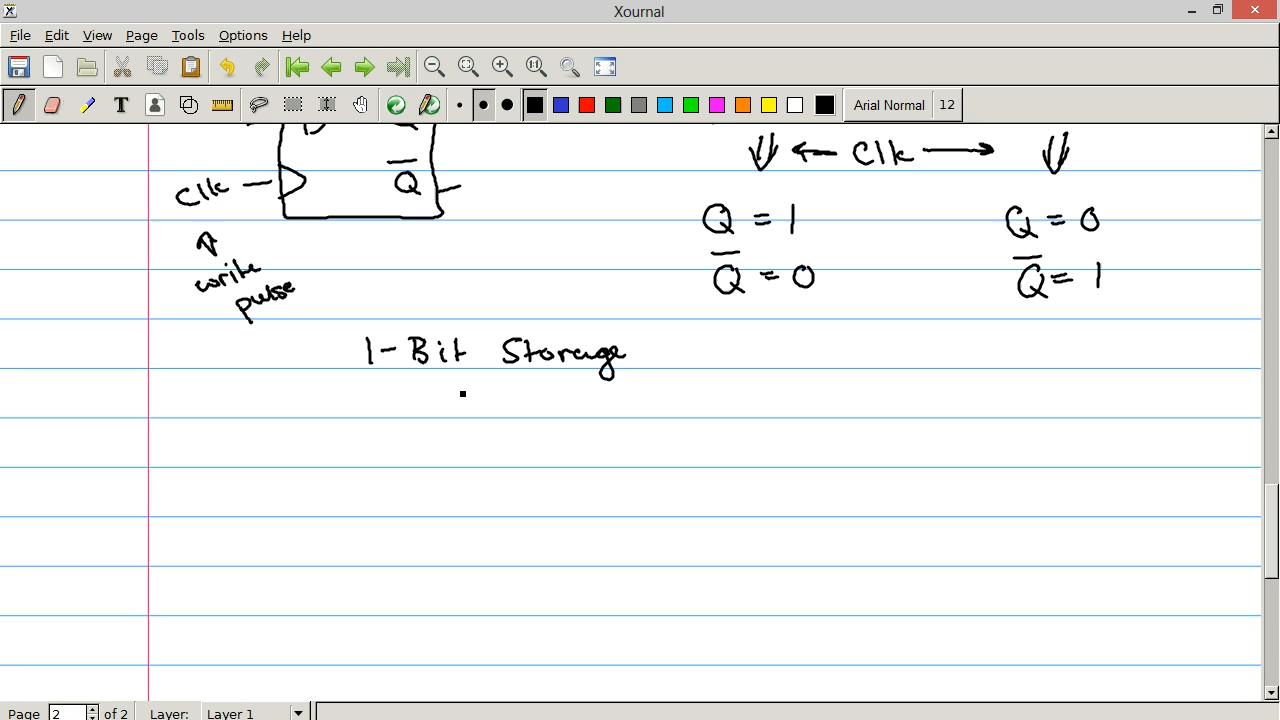 Xournal
File Edit View Page Tools Options Help
Arial Normal 12
D Q
Clk Q̅
write
pulse
← Clk →
Q = 1 Q = 0
Q̅ = 0 Q̅ = 1
1-Bit Storage
Page 2 of 2 Layer: Layer 1